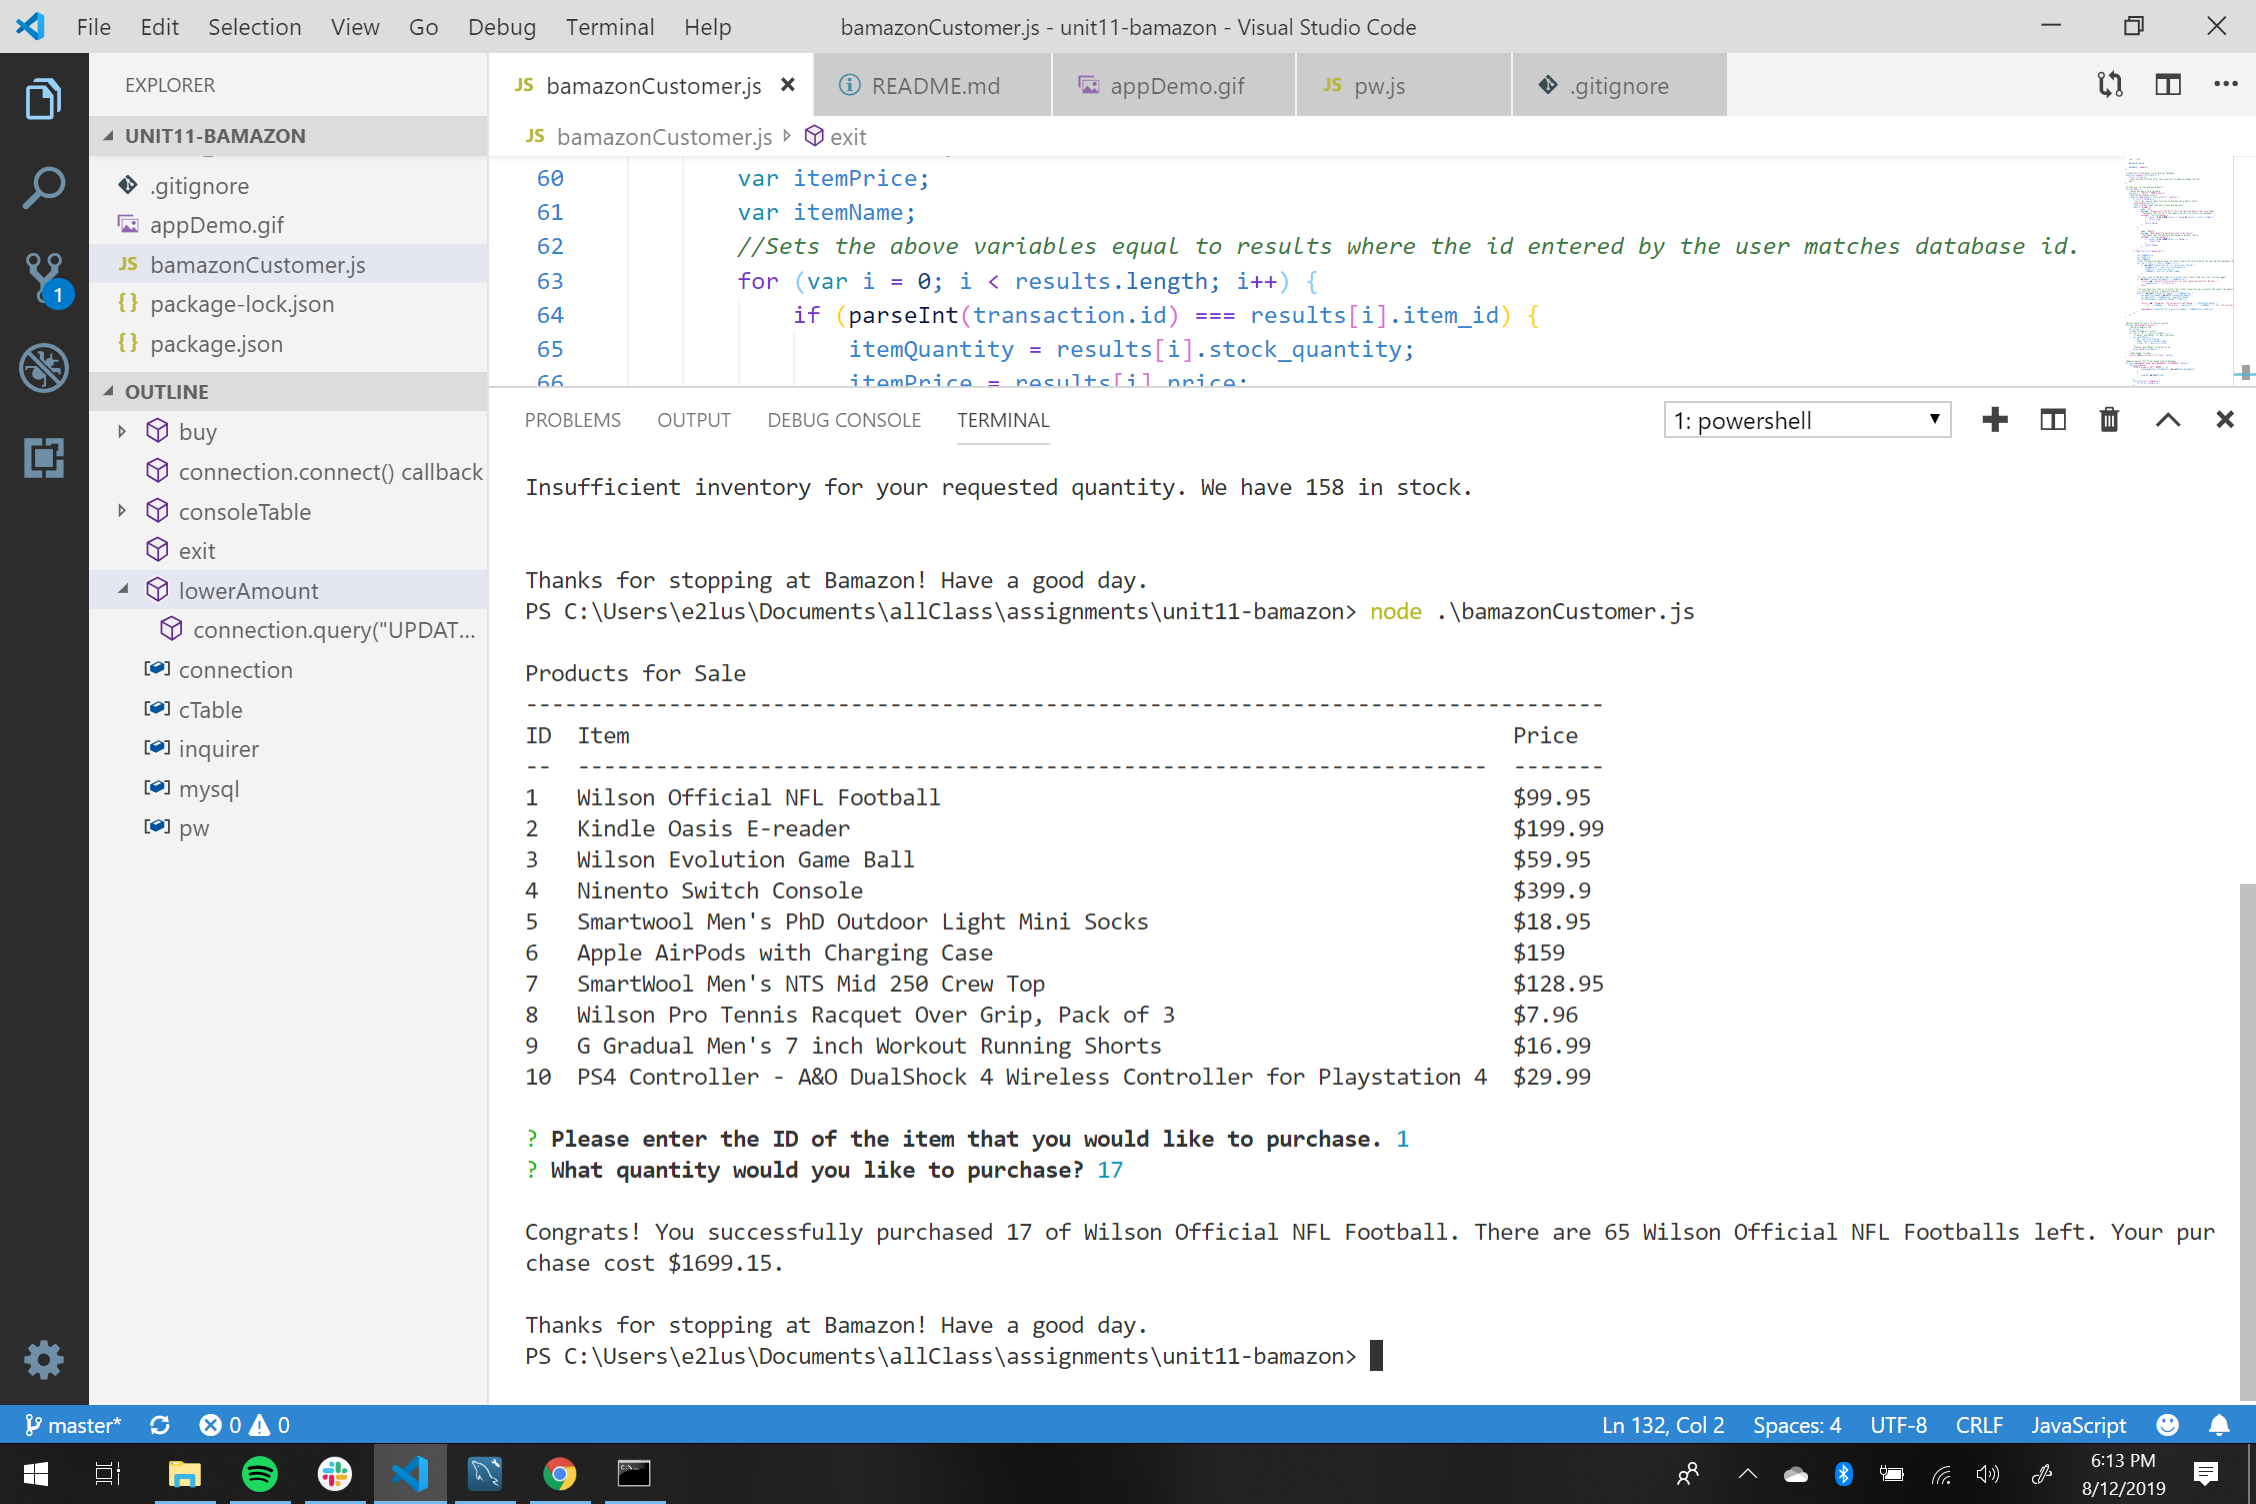 File Edit Selection View Go Debug Terminal Help
bamazonCustomer.js - unit11-bamazon - Visual Studio Code
EXPLORER
UNIT11-BAMAZON
.gitignore
appDemo.gif
bamazonCustomer.js
package-lock.json
package.json
OUTLINE
buy
connection.connect() callback
consoleTable
exit
lowerAmount
connection.query("UPDAT...
connection
cTable
inquirer
mysql
pw
1
JS bamazonCustomer.js
README.md
appDemo.gif
JS pw.js
.gitignore
JS bamazonCustomer.js exit
60 var itemPrice;
61 var itemName;
62 //Sets the above variables equal to results where the id entered by the user matches database id.
63 for (var i = 0; i < results.length; i++) {
64 if (parseInt(transaction.id) === results[i].item_id) {
65 itemQuantity = results[i].stock_quantity;
66 itemPrice = results[i].price;
PROBLEMS OUTPUT DEBUG CONSOLE TERMINAL
1: powershell
Insufficient inventory for your requested quantity. We have 158 in stock.
Thanks for stopping at Bamazon! Have a good day.
PS C:\Users\e2lus\Documents\allClass\assignments\unit11-bamazon> node .\bamazonCustomer.js
Products for Sale
-----------------------------------------------------------------------------------
ID Item Price
-- ---------------------------------------------------------------------- -------
1 Wilson Official NFL Football $99.95
2 Kindle Oasis E-reader $199.99
3 Wilson Evolution Game Ball $59.95
4 Ninento Switch Console $399.9
5 Smartwool Men's PhD Outdoor Light Mini Socks $18.95
6 Apple AirPods with Charging Case $159
7 SmartWool Men's NTS Mid 250 Crew Top $128.95
8 Wilson Pro Tennis Racquet Over Grip, Pack of 3 $7.96
9 G Gradual Men's 7 inch Workout Running Shorts $16.99
10 PS4 Controller - A&O DualShock 4 Wireless Controller for Playstation 4 $29.99
? Please enter the ID of the item that you would like to purchase. 1
? What quantity would you like to purchase? 17
Congrats! You successfully purchased 17 of Wilson Official NFL Football. There are 65 Wilson Official NFL Footballs left. Your pur
chase cost $1699.15.
Thanks for stopping at Bamazon! Have a good day.
PS C:\Users\e2lus\Documents\allClass\assignments\unit11-bamazon>
master* 0 0
Ln 132, Col 2 Spaces: 4 UTF-8 CRLF JavaScript
6:13 PM
8/12/2019